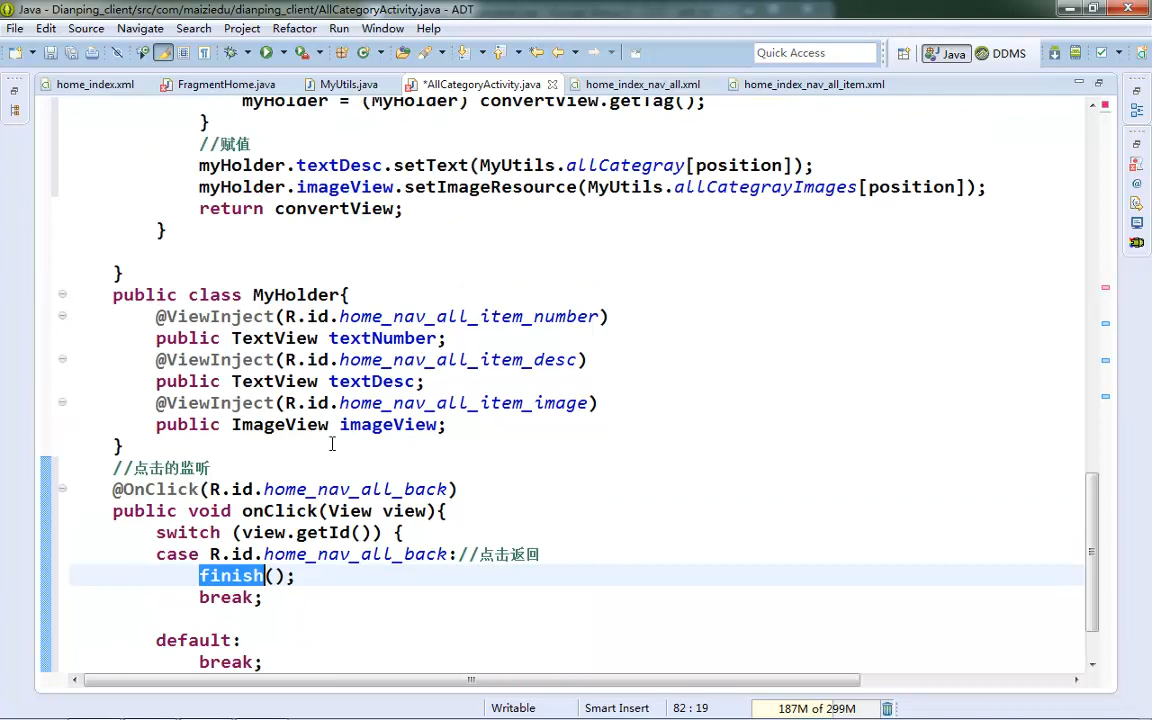 Java - Dianping_client/src/com/maiziedu/dianping_client/AllCategoryActivity.java - ADT
File Edit Source Navigate Search Project Refactor Run Window Help
Quick Access Java DDMS
home_index.xml FragmentHome.java MyUtils.java *AllCategoryActivity.java home_index_nav_all.xml home_index_nav_all_item.xml
myHolder = (MyHolder) convertView.getTag();
}
//赋值
myHolder.textDesc.setText(MyUtils.allCategray[position]);
myHolder.imageView.setImageResource(MyUtils.allCategrayImages[position]);
return convertView;
}
}
public class MyHolder{
@ViewInject(R.id.home_nav_all_item_number)
public TextView textNumber;
@ViewInject(R.id.home_nav_all_item_desc)
public TextView textDesc;
@ViewInject(R.id.home_nav_all_item_image)
public ImageView imageView;
}
//点击的监听
@OnClick(R.id.home_nav_all_back)
public void onClick(View view){
switch (view.getId()) {
case R.id.home_nav_all_back://点击返回
finish();
break;
default:
break;
Writable Smart Insert 82 : 19 187M of 299M